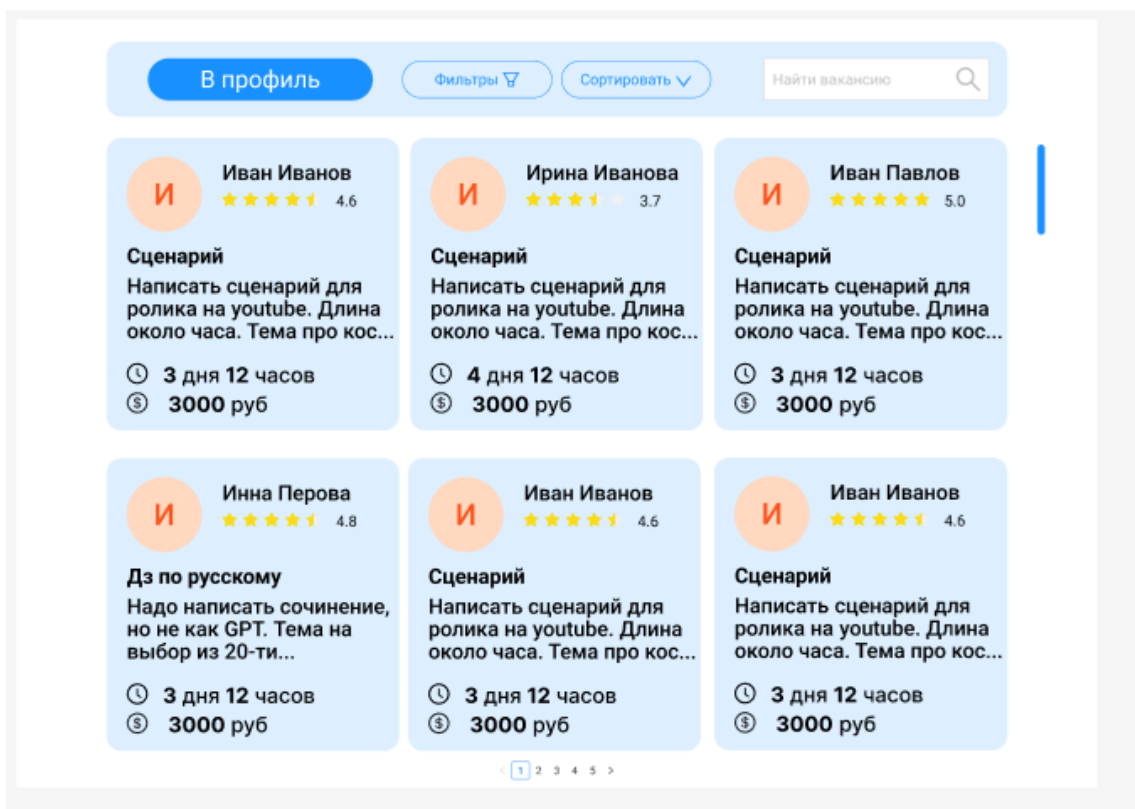 В профиль
Фильтры
Сортировать
Найти вакансию
И
Иван Иванов
4.6
Сценарий
Написать сценарий для
ролика на youtube. Длина
около часа. Тема про кос...
3 дня 12 часов
3000 руб
И
Ирина Иванова
3.7
Сценарий
Написать сценарий для
ролика на youtube. Длина
около часа. Тема про кос...
4 дня 12 часов
3000 руб
И
Иван Павлов
5.0
Сценарий
Написать сценарий для
ролика на youtube. Длина
около часа. Тема про кос...
3 дня 12 часов
3000 руб
И
Инна Перова
4.8
Дз по русскому
Надо написать сочинение,
но не как GPT. Тема на
выбор из 20-ти...
3 дня 12 часов
3000 руб
И
Иван Иванов
4.6
Сценарий
Написать сценарий для
ролика на youtube. Длина
около часа. Тема про кос...
3 дня 12 часов
3000 руб
И
Иван Иванов
4.6
Сценарий
Написать сценарий для
ролика на youtube. Длина
около часа. Тема про кос...
3 дня 12 часов
3000 руб
< 1 2 3 4 5 >